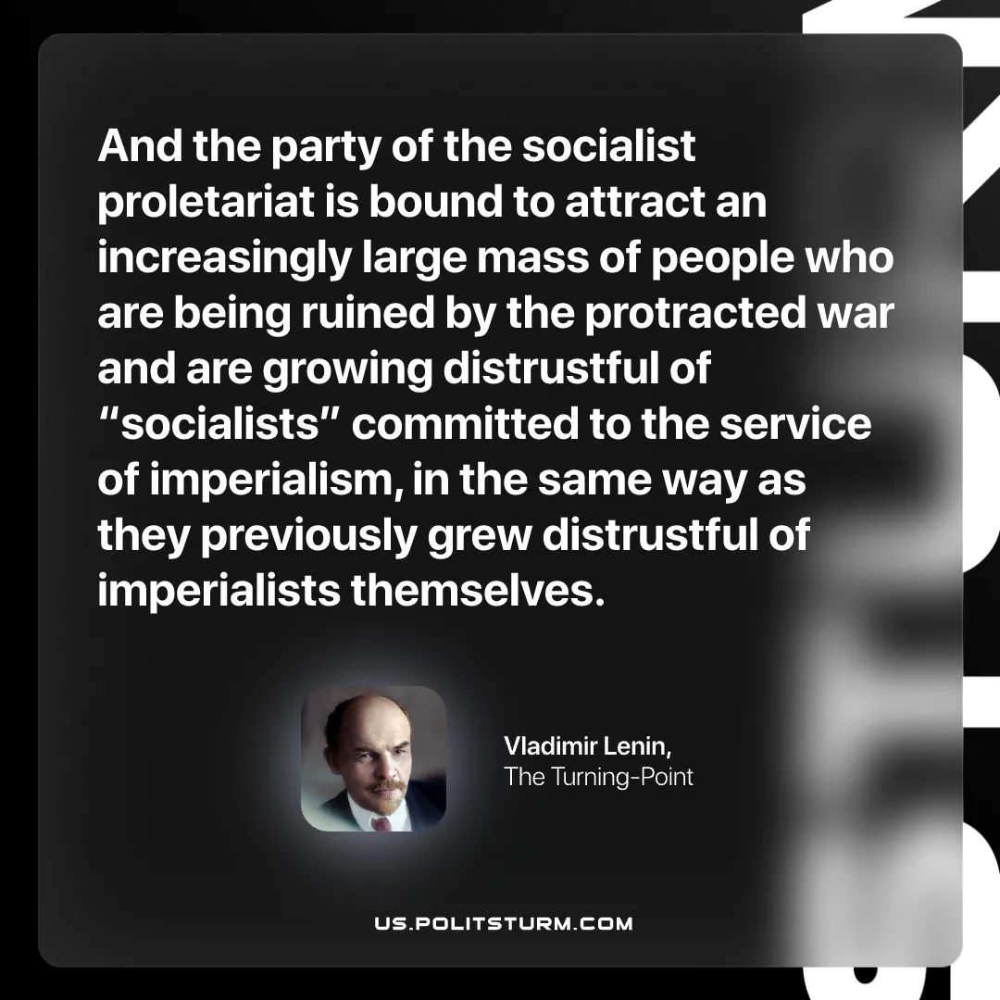 And the party of the socialist
proletariat is bound to attract an
increasingly large mass of people who
are being ruined by the protracted war
and are growing distrustful of
“socialists” committed to the service
of imperialism, in the same way as
they previously grew distrustful of
imperialists themselves.
Vladimir Lenin,
The Turning-Point
US.POLITSTURM.COM